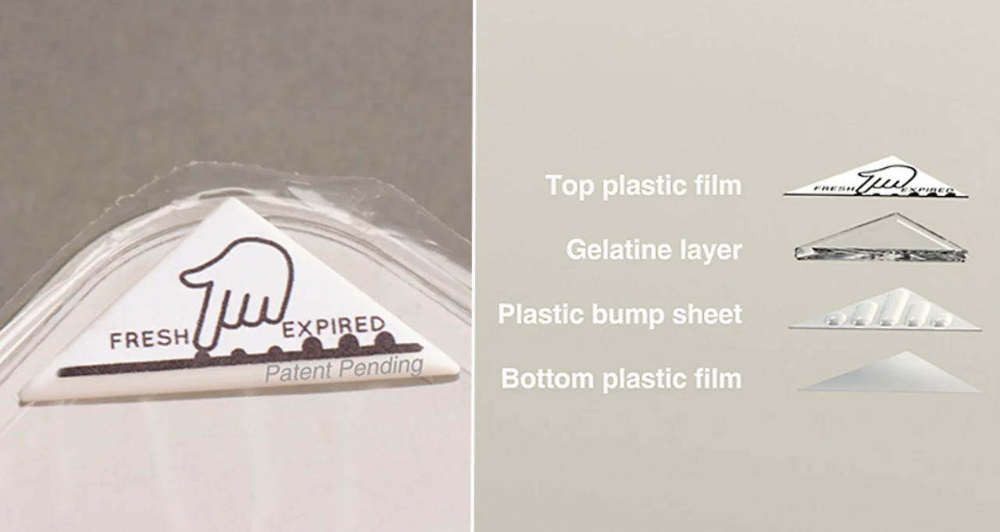 FRESH EXPIRED
Patent Pending
Top plastic film
FRESH EXPIRED
Gelatine layer
Plastic bump sheet
Bottom plastic film